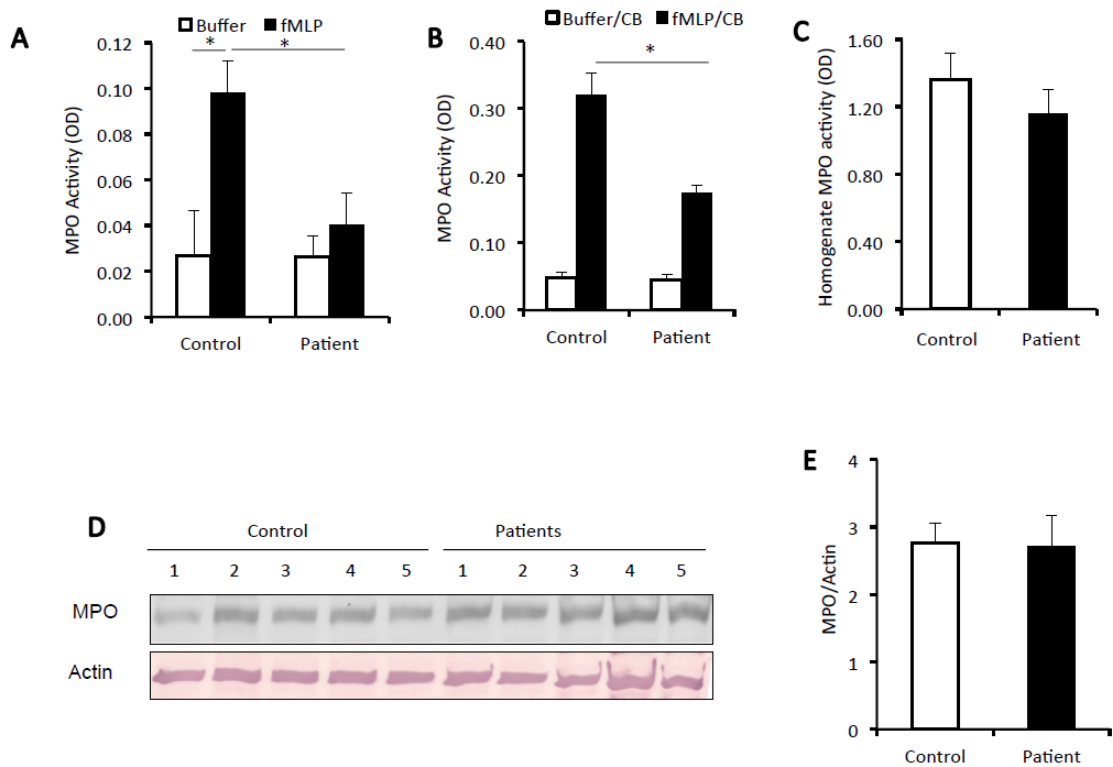 A
Buffer fMLP
MPO Activity (OD)
0.12
0.10
0.08
0.06
0.04
0.02
0.00
* *
Control Patient
B
Buffer/CB fMLP/CB
MPO Activity (OD)
0.40
0.30
0.20
0.10
0.00
*
Control Patient
C
Homogenate MPO activity (OD)
1.60
1.20
0.80
0.40
0.00
Control Patient
D
Control Patients
1 2 3 4 5 1 2 3 4 5
MPO
Actin
E
MPO/Actin
4
3
2
1
0
Control Patient